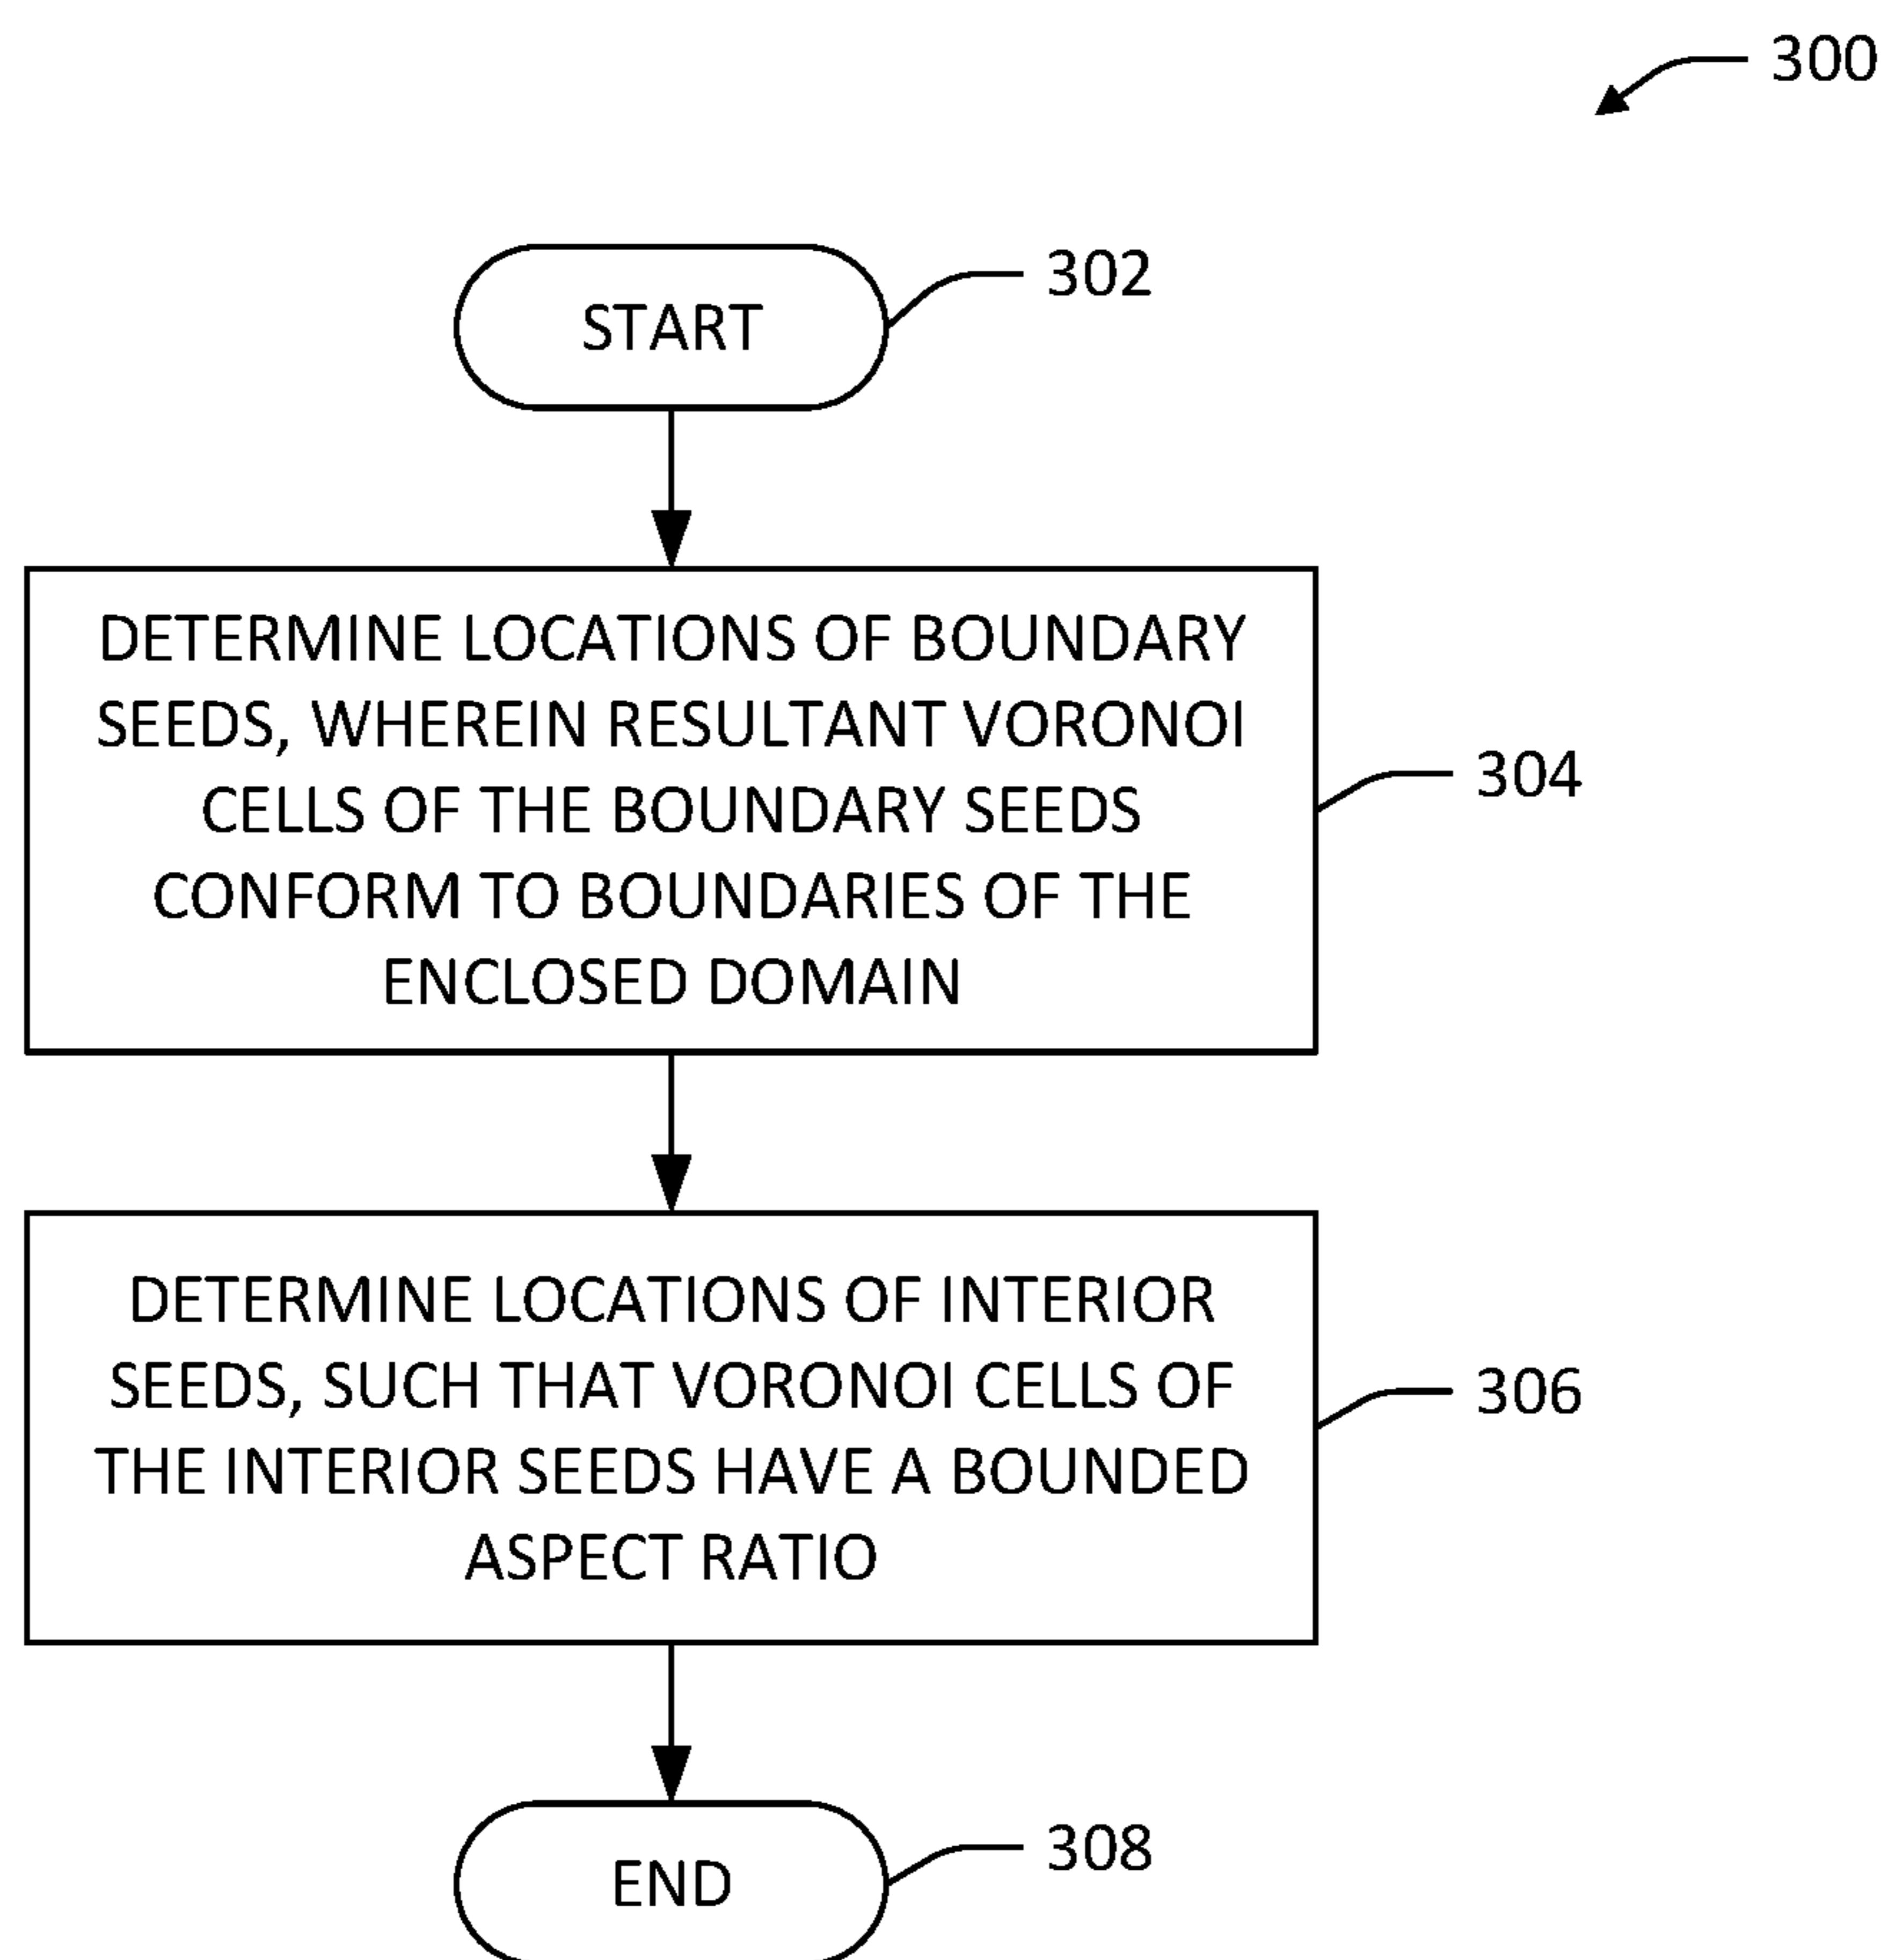 300
START
302
DETERMINE LOCATIONS OF BOUNDARY
SEEDS, WHEREIN RESULTANT VORONOI
CELLS OF THE BOUNDARY SEEDS
CONFORM TO BOUNDARIES OF THE
ENCLOSED DOMAIN
304
DETERMINE LOCATIONS OF INTERIOR
SEEDS, SUCH THAT VORONOI CELLS OF
THE INTERIOR SEEDS HAVE A BOUNDED
ASPECT RATIO
306
END
308